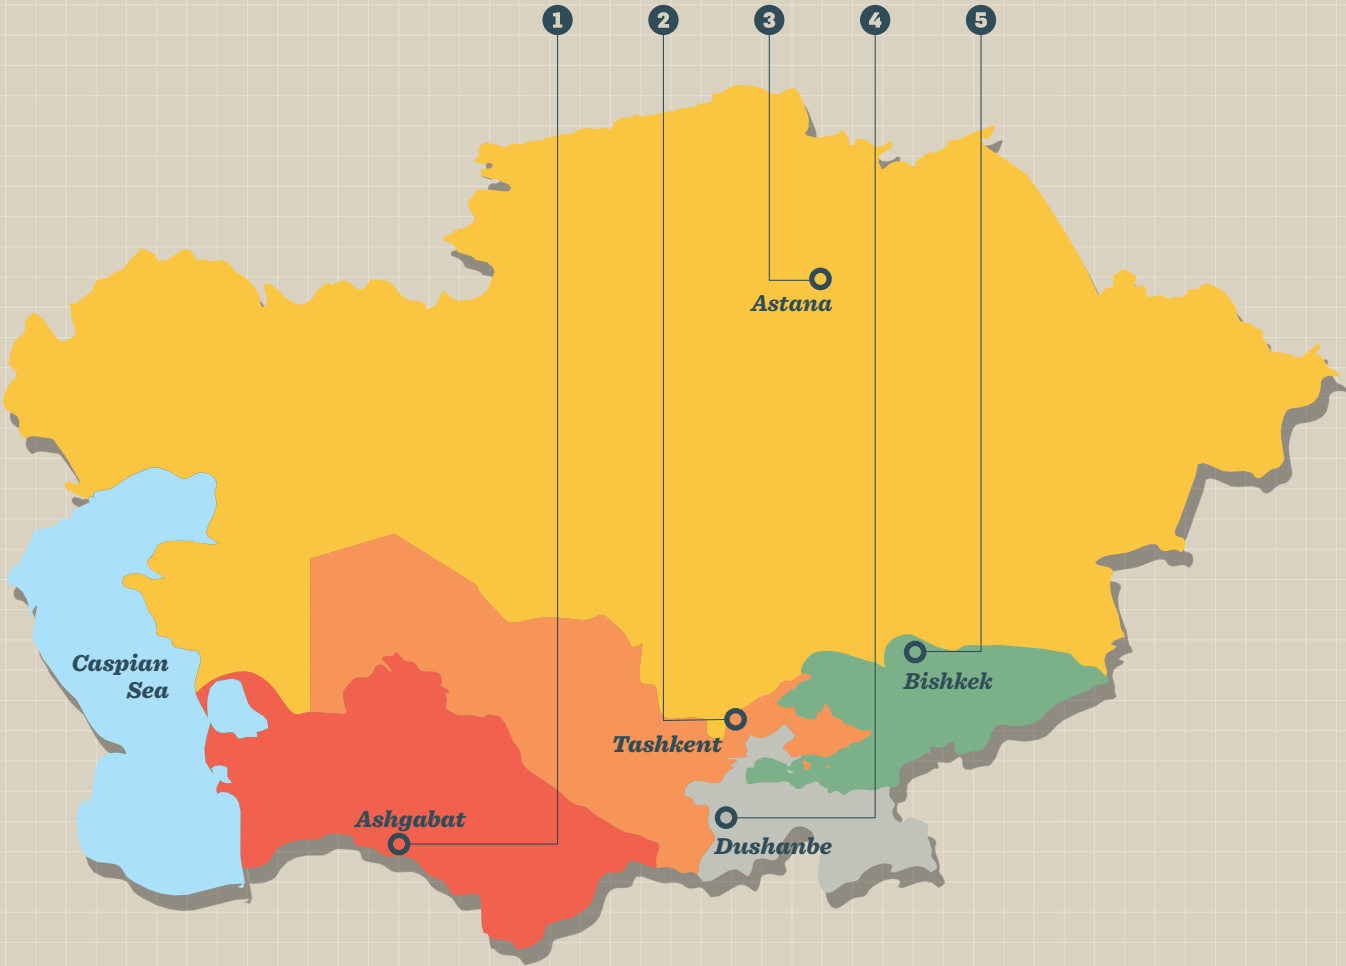 1 2 3 4 5
Astana
Caspian
Sea
Bishkek
Tashkent
Ashgabat
Dushanbe